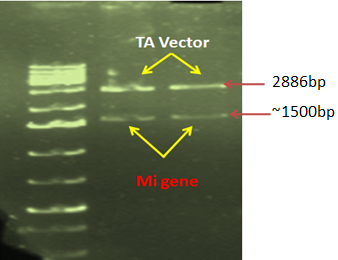 TA Vector
2886bp
~1500bp
Mi gene